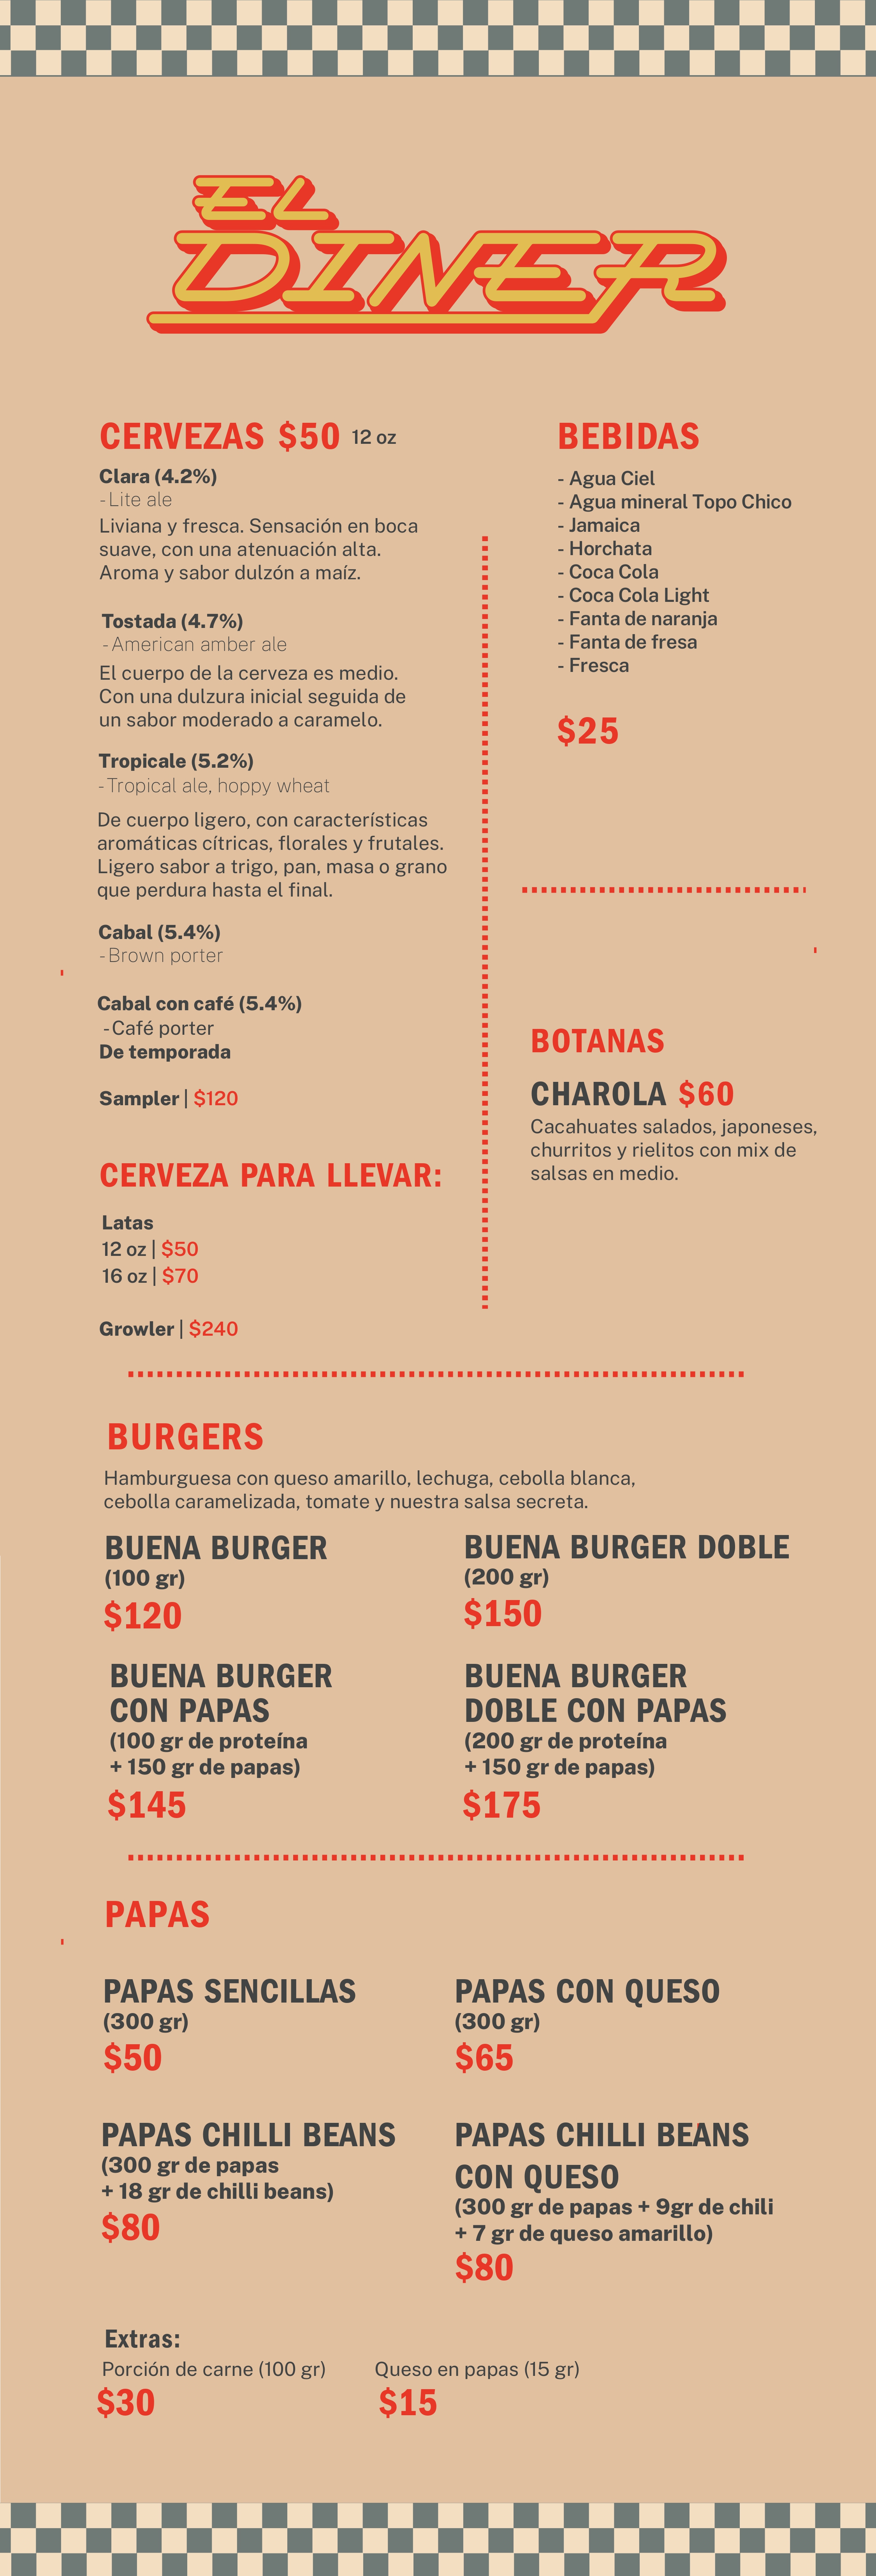 EL
DINER
CERVEZAS $50 12 oz
Clara (4.2%)
- Lite ale
Liviana y fresca. Sensación en boca
suave, con una atenuación alta.
Aroma y sabor dulzón a maíz.
Tostada (4.7%)
- American amber ale
El cuerpo de la cerveza es medio.
Con una dulzura inicial seguida de
un sabor moderado a caramelo.
Tropicale (5.2%)
- Tropical ale, hoppy wheat
De cuerpo ligero, con características
aromáticas cítricas, florales y frutales.
Ligero sabor a trigo, pan, masa o grano
que perdura hasta el final.
Cabal (5.4%)
- Brown porter
Cabal con café (5.4%)
- Café porter
De temporada
Sampler | $120
CERVEZA PARA LLEVAR:
Latas
12 oz | $50
16 oz | $70
Growler | $240
BEBIDAS
- Agua Ciel
- Agua mineral Topo Chico
- Jamaica
- Horchata
- Coca Cola
- Coca Cola Light
- Fanta de naranja
- Fanta de fresa
- Fresca
$25
BOTANAS
CHAROLA $60
Cacahuates salados, japoneses,
churritos y rielitos con mix de
salsas en medio.
BURGERS
Hamburguesa con queso amarillo, lechuga, cebolla blanca,
cebolla caramelizada, tomate y nuestra salsa secreta.
BUENA BURGER
(100 gr)
$120
BUENA BURGER DOBLE
(200 gr)
$150
BUENA BURGER
CON PAPAS
(100 gr de proteína
+ 150 gr de papas)
$145
BUENA BURGER
DOBLE CON PAPAS
(200 gr de proteína
+ 150 gr de papas)
$175
PAPAS
PAPAS SENCILLAS
(300 gr)
$50
PAPAS CON QUESO
(300 gr)
$65
PAPAS CHILLI BEANS
(300 gr de papas
+ 18 gr de chilli beans)
$80
PAPAS CHILLI BEANS
CON QUESO
(300 gr de papas + 9gr de chili
+ 7 gr de queso amarillo)
$80
Extras:
Porción de carne (100 gr)
$30
Queso en papas (15 gr)
$15